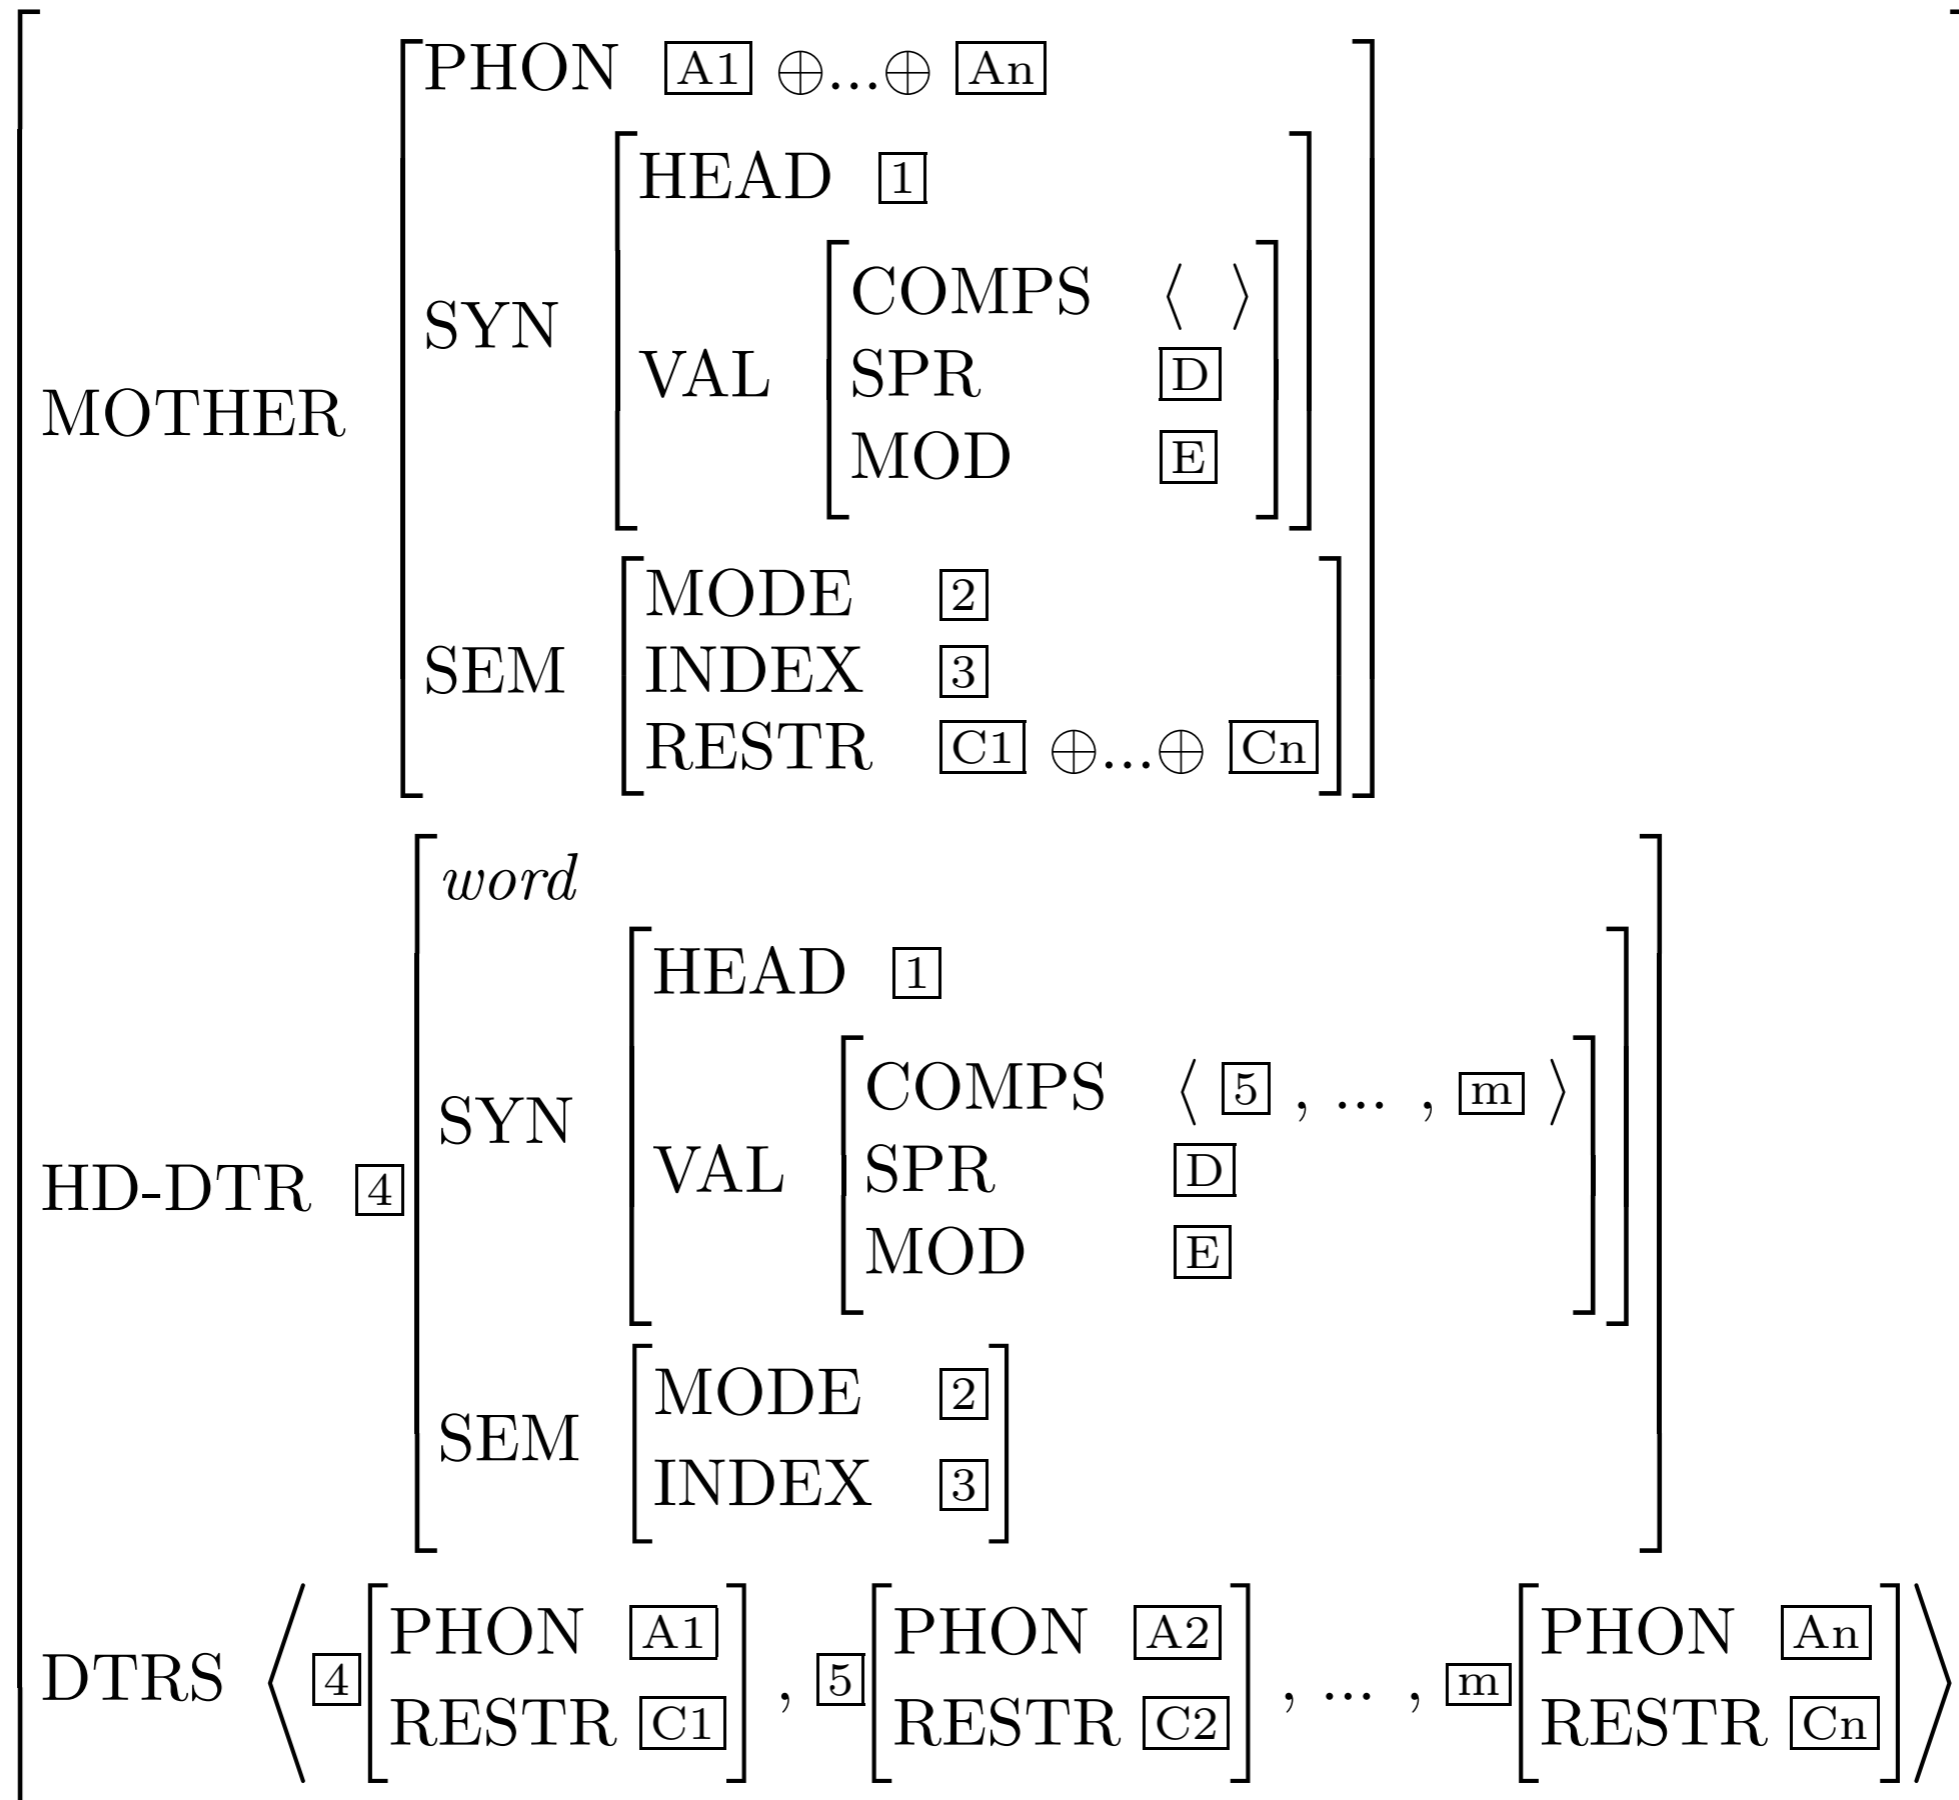 PHON A1 ⊕...⊕ An
HEAD 1
COMPS ⟨ ⟩
SYN
VAL SPR D
MOTHER
MOD E
MODE 2
SEM INDEX 3
RESTR C1 ⊕...⊕ Cn
word
HEAD 1
COMPS ⟨ 5 , ... , m ⟩
SYN
VAL SPR D
HD-DTR 4
MOD E
MODE 2
SEM
INDEX 3
PHON A1 PHON A2 PHON An
DTRS ⟨ 4 , 5 , ... , m ⟩
RESTR C1 RESTR C2 RESTR Cn